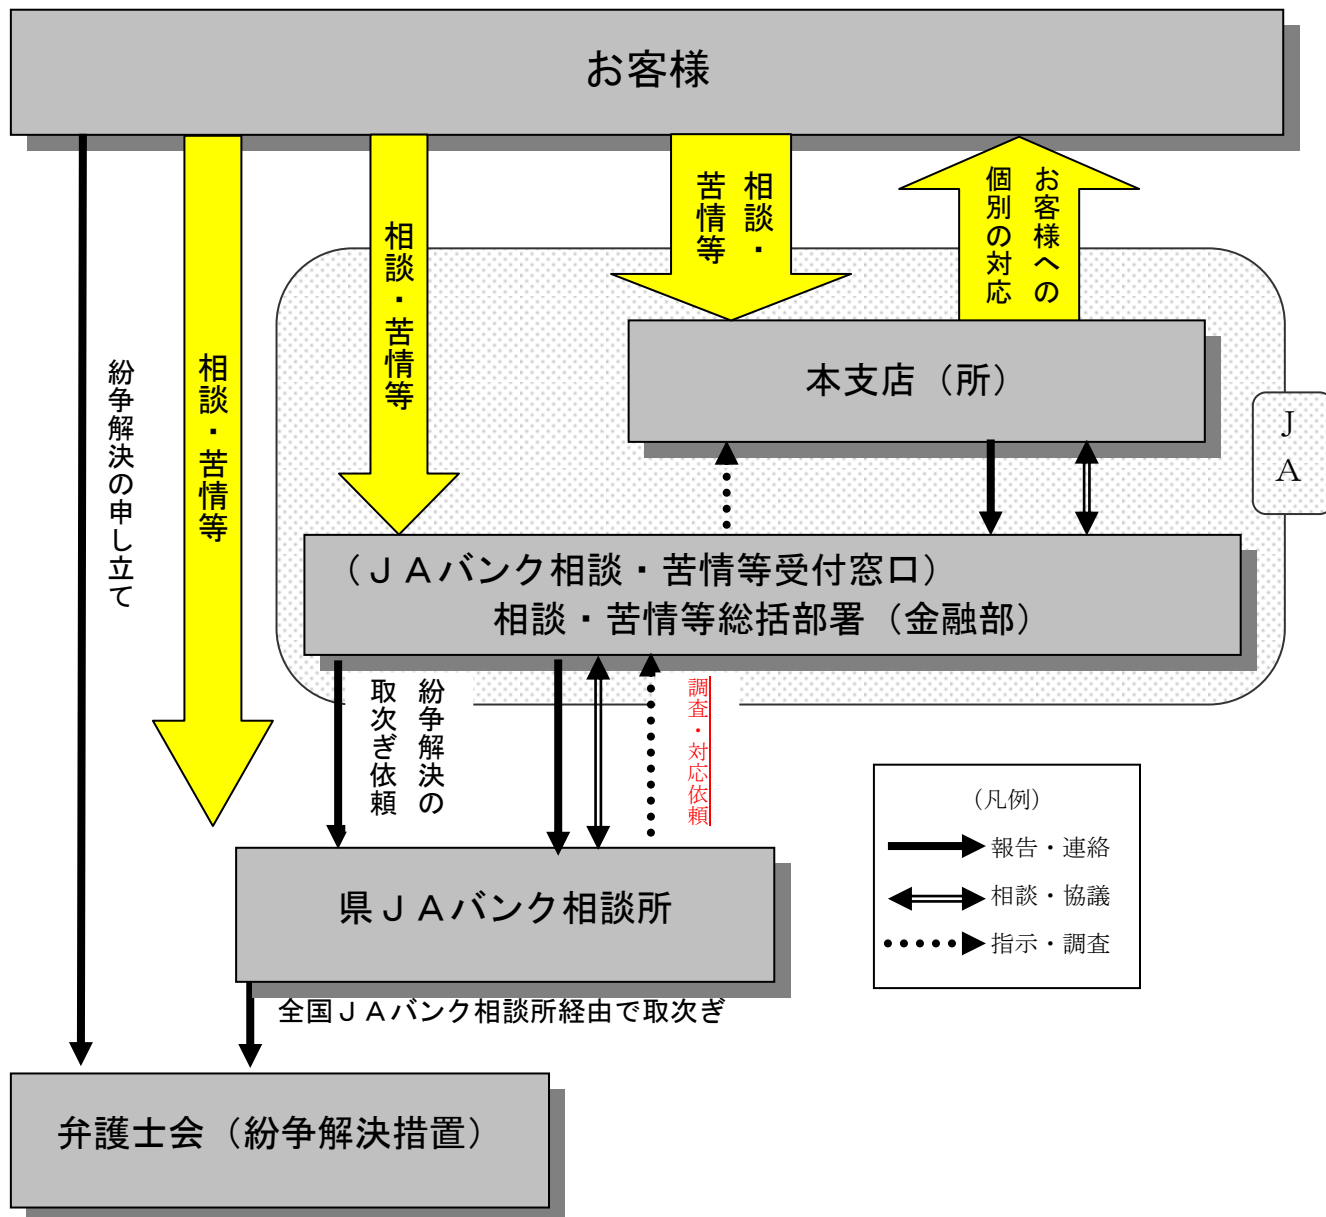 お客様
紛争解決の申し立て
相談・苦情等
相談・苦情等
相談・
苦情等
お客様への
個別の対応
本支店（所）
ＪＡ
（ＪＡバンク相談・苦情等受付窓口）
相談・苦情等総括部署（金融部）
紛争解決の
取次ぎ依頼
調査・対応依頼
（凡例）
報告・連絡
相談・協議
指示・調査
県ＪＡバンク相談所
全国ＪＡバンク相談所経由で取次ぎ
弁護士会（紛争解決措置）